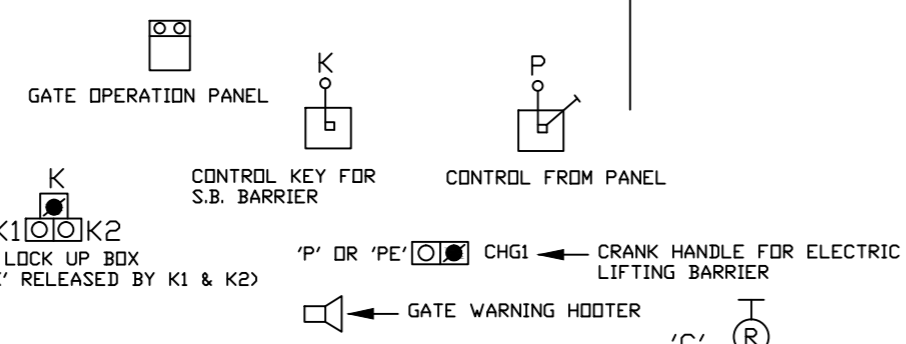 K
P
GATE OPERATION PANEL
CONTROL KEY FOR
S.B. BARRIER
CONTROL FROM PANEL
K
K1 K2
LOCK UP BOX
' RELEASED BY K1 & K2)
'P' OR 'PE' CHG1
CRANK HANDLE FOR ELECTRIC
LIFTING BARRIER
GATE WARNING HOOTER
R